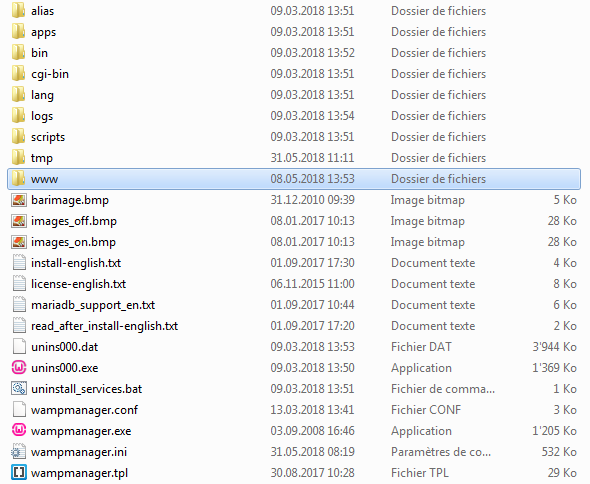 alias 09.03.2018 13:51 Dossier de fichiers
apps 09.03.2018 13:51 Dossier de fichiers
bin 09.03.2018 13:52 Dossier de fichiers
cgi-bin 09.03.2018 13:51 Dossier de fichiers
lang 09.03.2018 13:51 Dossier de fichiers
logs 09.03.2018 13:54 Dossier de fichiers
scripts 09.03.2018 13:51 Dossier de fichiers
tmp 31.05.2018 11:11 Dossier de fichiers
www 08.05.2018 13:53 Dossier de fichiers
barimage.bmp 31.12.2010 09:39 Image bitmap 5 Ko
images_off.bmp 08.01.2017 10:13 Image bitmap 28 Ko
images_on.bmp 08.01.2017 10:13 Image bitmap 28 Ko
install-english.txt 01.09.2017 17:30 Document texte 4 Ko
license-english.txt 06.11.2015 11:00 Document texte 8 Ko
mariadb_support_en.txt 01.09.2017 10:44 Document texte 6 Ko
read_after_install-english.txt 01.09.2017 17:20 Document texte 2 Ko
unins000.dat 09.03.2018 13:53 Fichier DAT 3'944 Ko
unins000.exe 09.03.2018 13:50 Application 1'369 Ko
uninstall_services.bat 09.03.2018 13:51 Fichier de comma... 1 Ko
wampmanager.conf 13.03.2018 13:41 Fichier CONF 3 Ko
wampmanager.exe 03.09.2008 16:46 Application 1'205 Ko
wampmanager.ini 31.05.2018 08:19 Paramètres de co... 532 Ko
wampmanager.tpl 30.08.2017 10:28 Fichier TPL 29 Ko